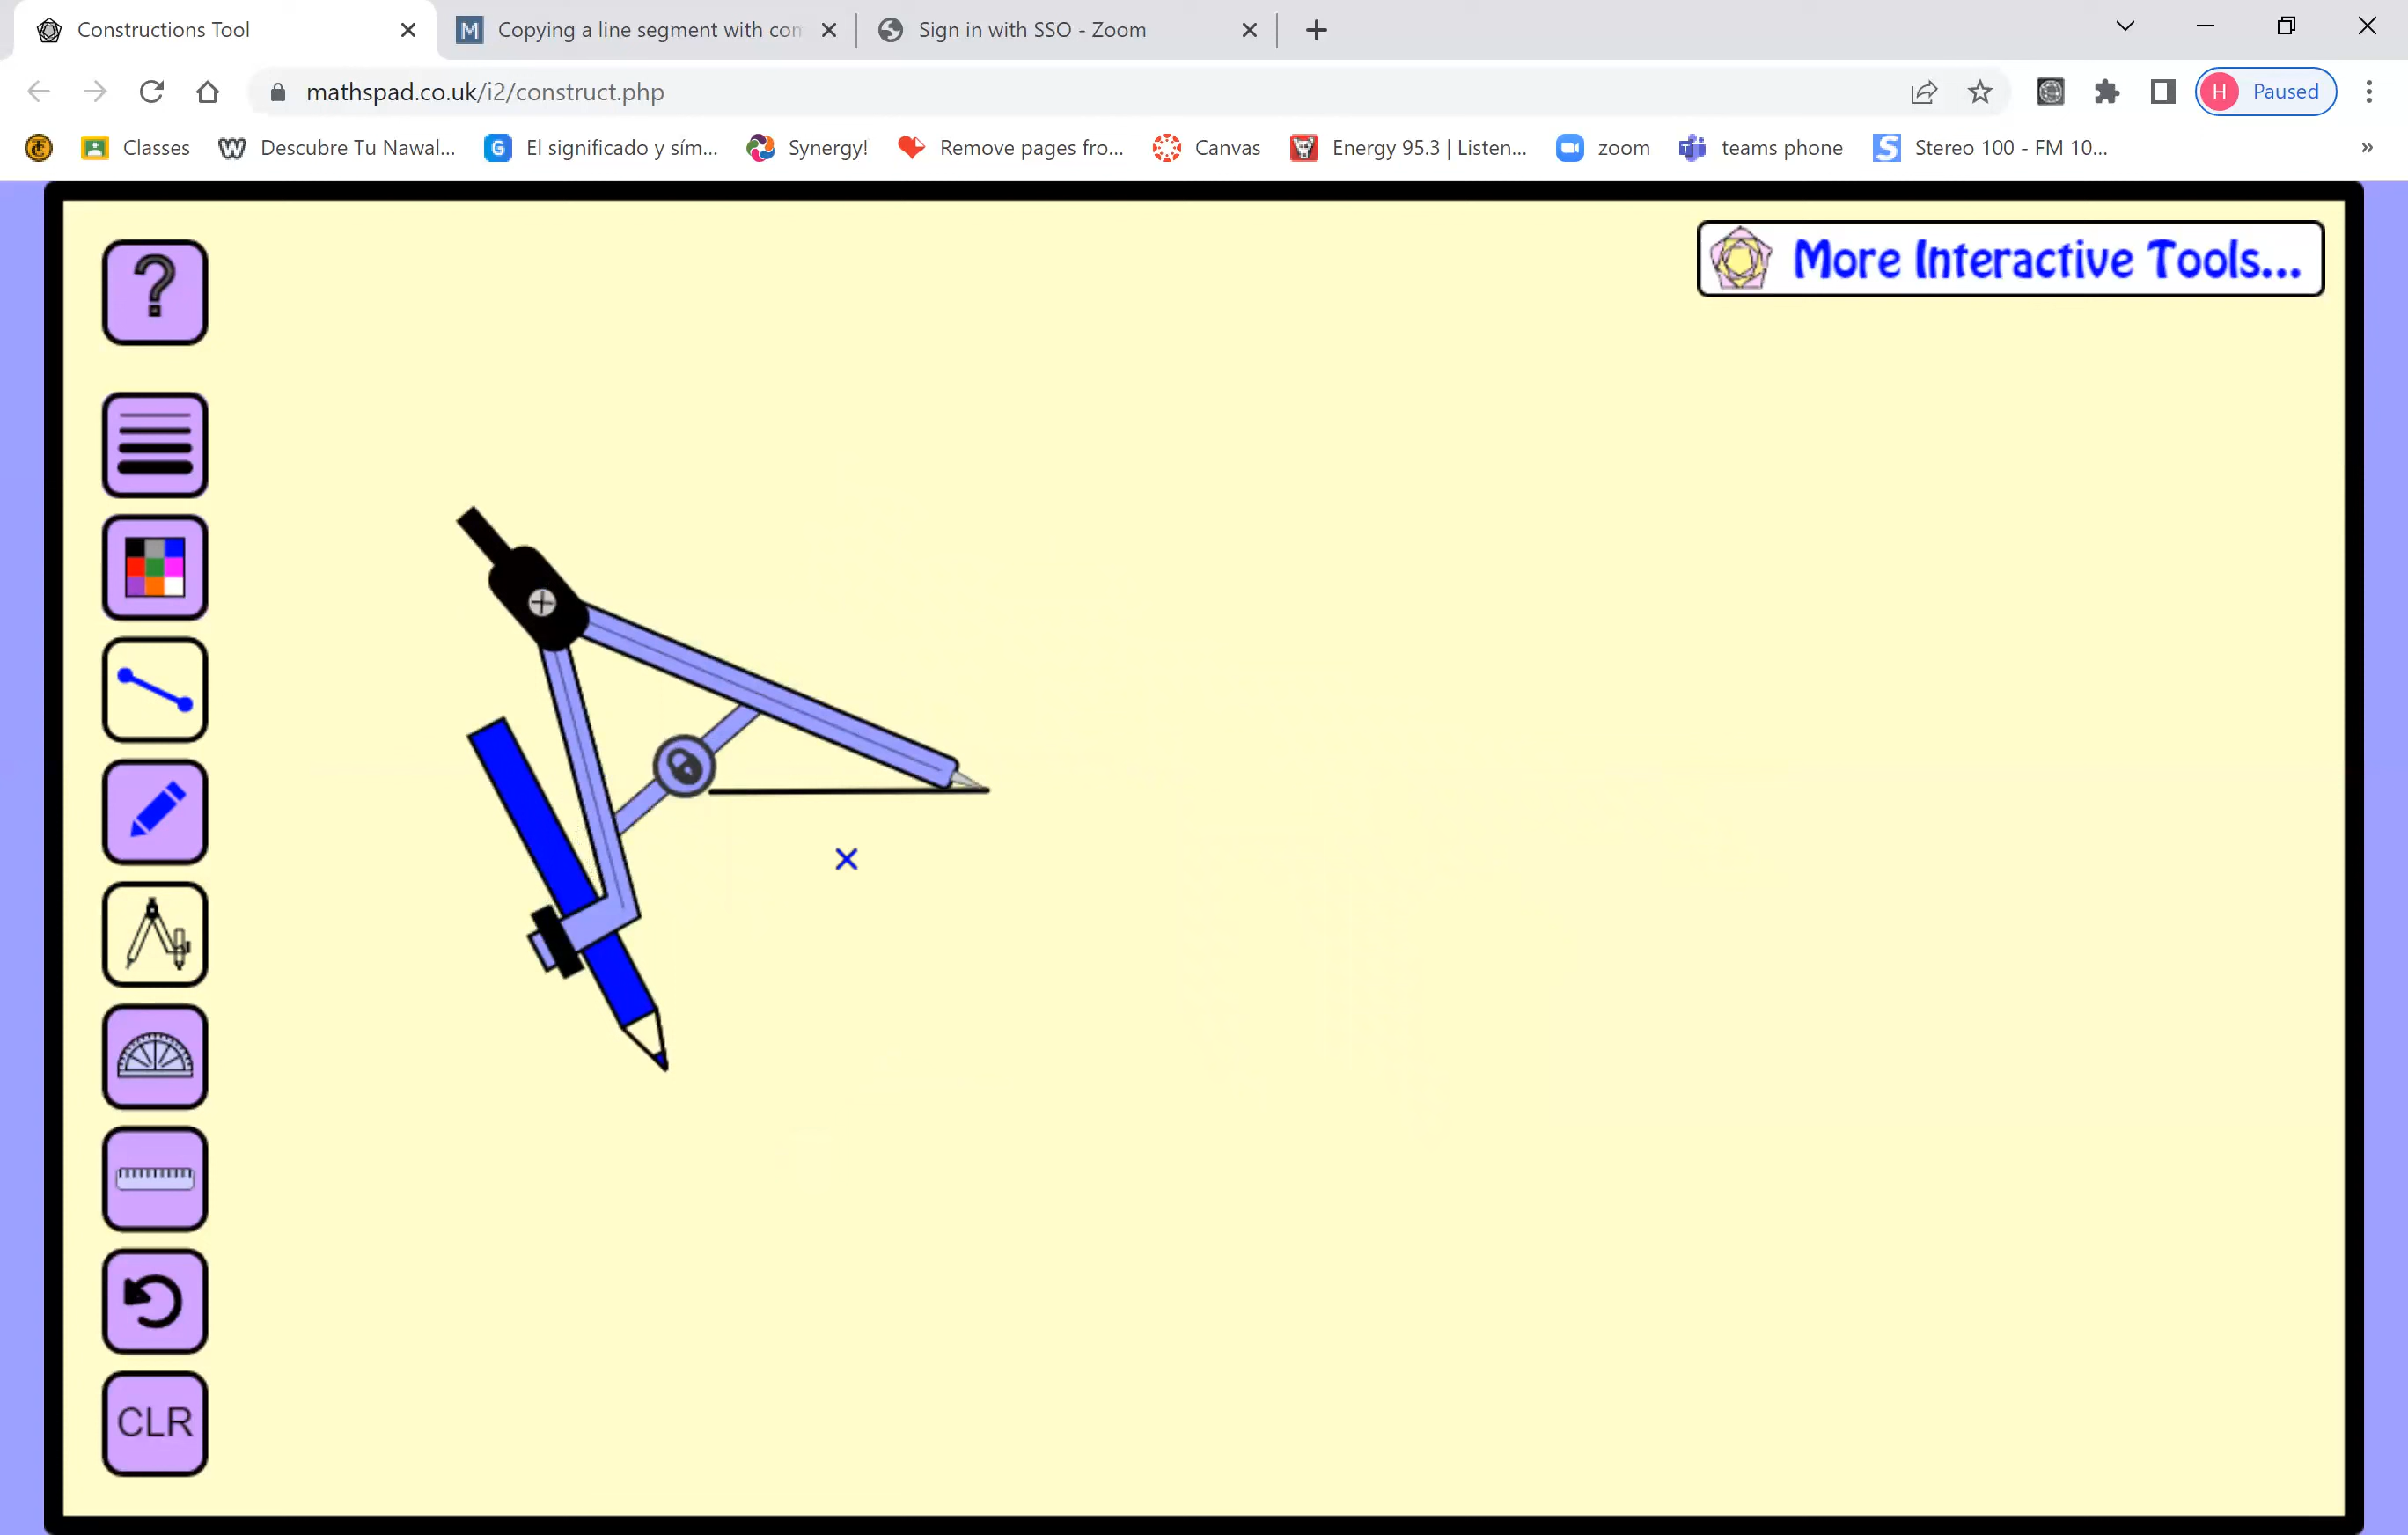 Constructions Tool
Copying a line segment with con
Sign in with SSO - Zoom
mathspad.co.uk/i2/construct.php
H Paused
Classes
Descubre Tu Nawal...
El significado y sím...
Synergy!
Remove pages fro...
Canvas
Energy 95.3 | Listen...
zoom
teams phone
Stereo 100 - FM 10...
»
?
More Interactive Tools...
CLR